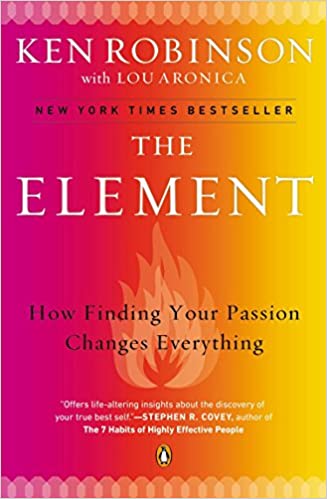 KEN ROBINSON
with LOU ARONICA
NEW YORK TIMES BESTSELLER
THE
ELEMENT
How Finding Your Passion
Changes Everything
"Offers life-altering insights about the discovery of
your true best self."—STEPHEN R. COVEY, author of
The 7 Habits of Highly Effective People